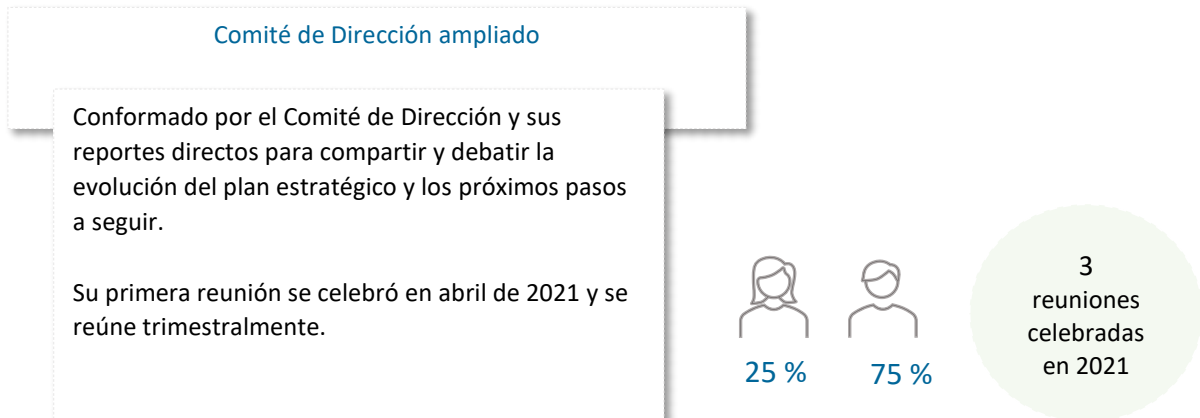 Comité de Dirección ampliado
Conformado por el Comité de Dirección y sus
reportes directos para compartir y debatir la
evolución del plan estratégico y los próximos pasos
a seguir.
Su primera reunión se celebró en abril de 2021 y se
reúne trimestralmente.
25 %
75 %
3
reuniones
celebradas
en 2021